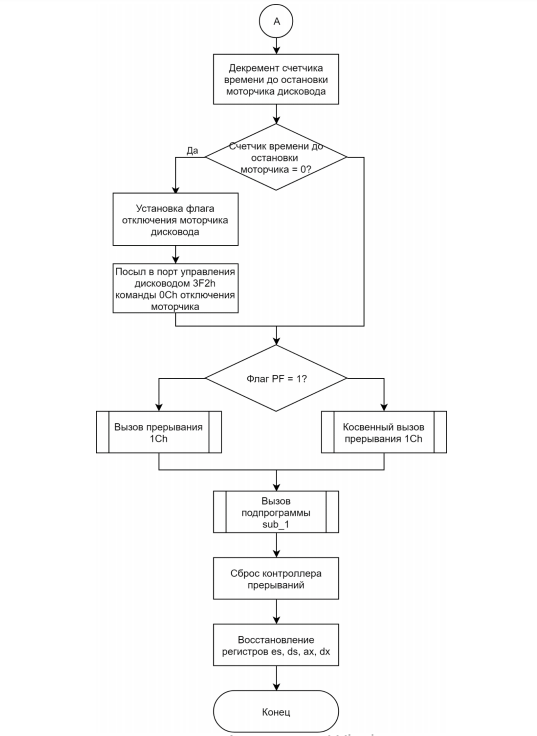 A
Декремент счетчика
времени до остановки
моторчика дисковода
Счетчик времени до
остановки
моторчика = 0?
Да
Установка флага
отключения моторчика
дисковода
Посыл в порт управления
дисководом 3F2h
команды 0Ch отключения
моторчика
Флаг PF = 1?
Вызов прерывания
1Ch
Косвенный вызов
прерывания 1Ch
Вызов
подпрограммы
sub_1
Сброс контроллера
прерываний
Восстановление
регистров es, ds, ax, dx
Конец